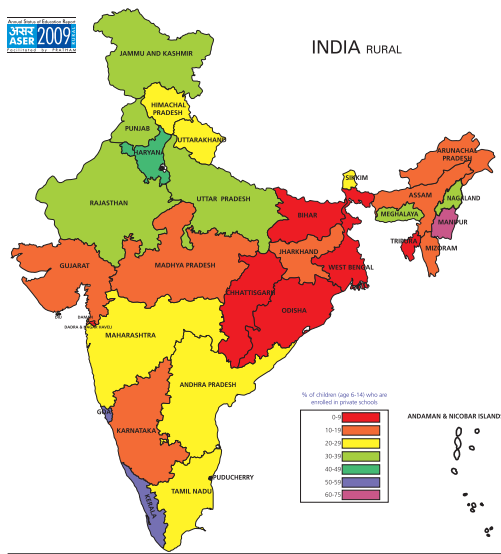 Annual Status of Education Report
असर
ASER 2009 RURAL
Facilitated by PRATHAM
INDIA RURAL
JAMMU AND KASHMIR
HIMACHAL
PRADESH
PUNJAB
UTTARAKHAND
HARYANA
ARUNACHAL
PRADESH
SIKKIM
RAJASTHAN
UTTAR PRADESH
ASSAM
NAGALAND
BIHAR
MEGHALAYA
MANIPUR
TRIPURA
MIZORAM
JHARKHAND
GUJARAT
MADHYA PRADESH
WEST BENGAL
CHHATTISGARH
ODISHA
DIU
DAMAN
DADRA & NAGAR HAVELI
MAHARASHTRA
ANDHRA PRADESH
GOA
KARNATAKA
PUDUCHERRY
TAMIL NADU
KERALA
% of children (age 6-14) who are
enrolled in private schools
0-9
10-19
20-29
30-39
40-49
50-59
60-75
ANDAMAN & NICOBAR ISLAND